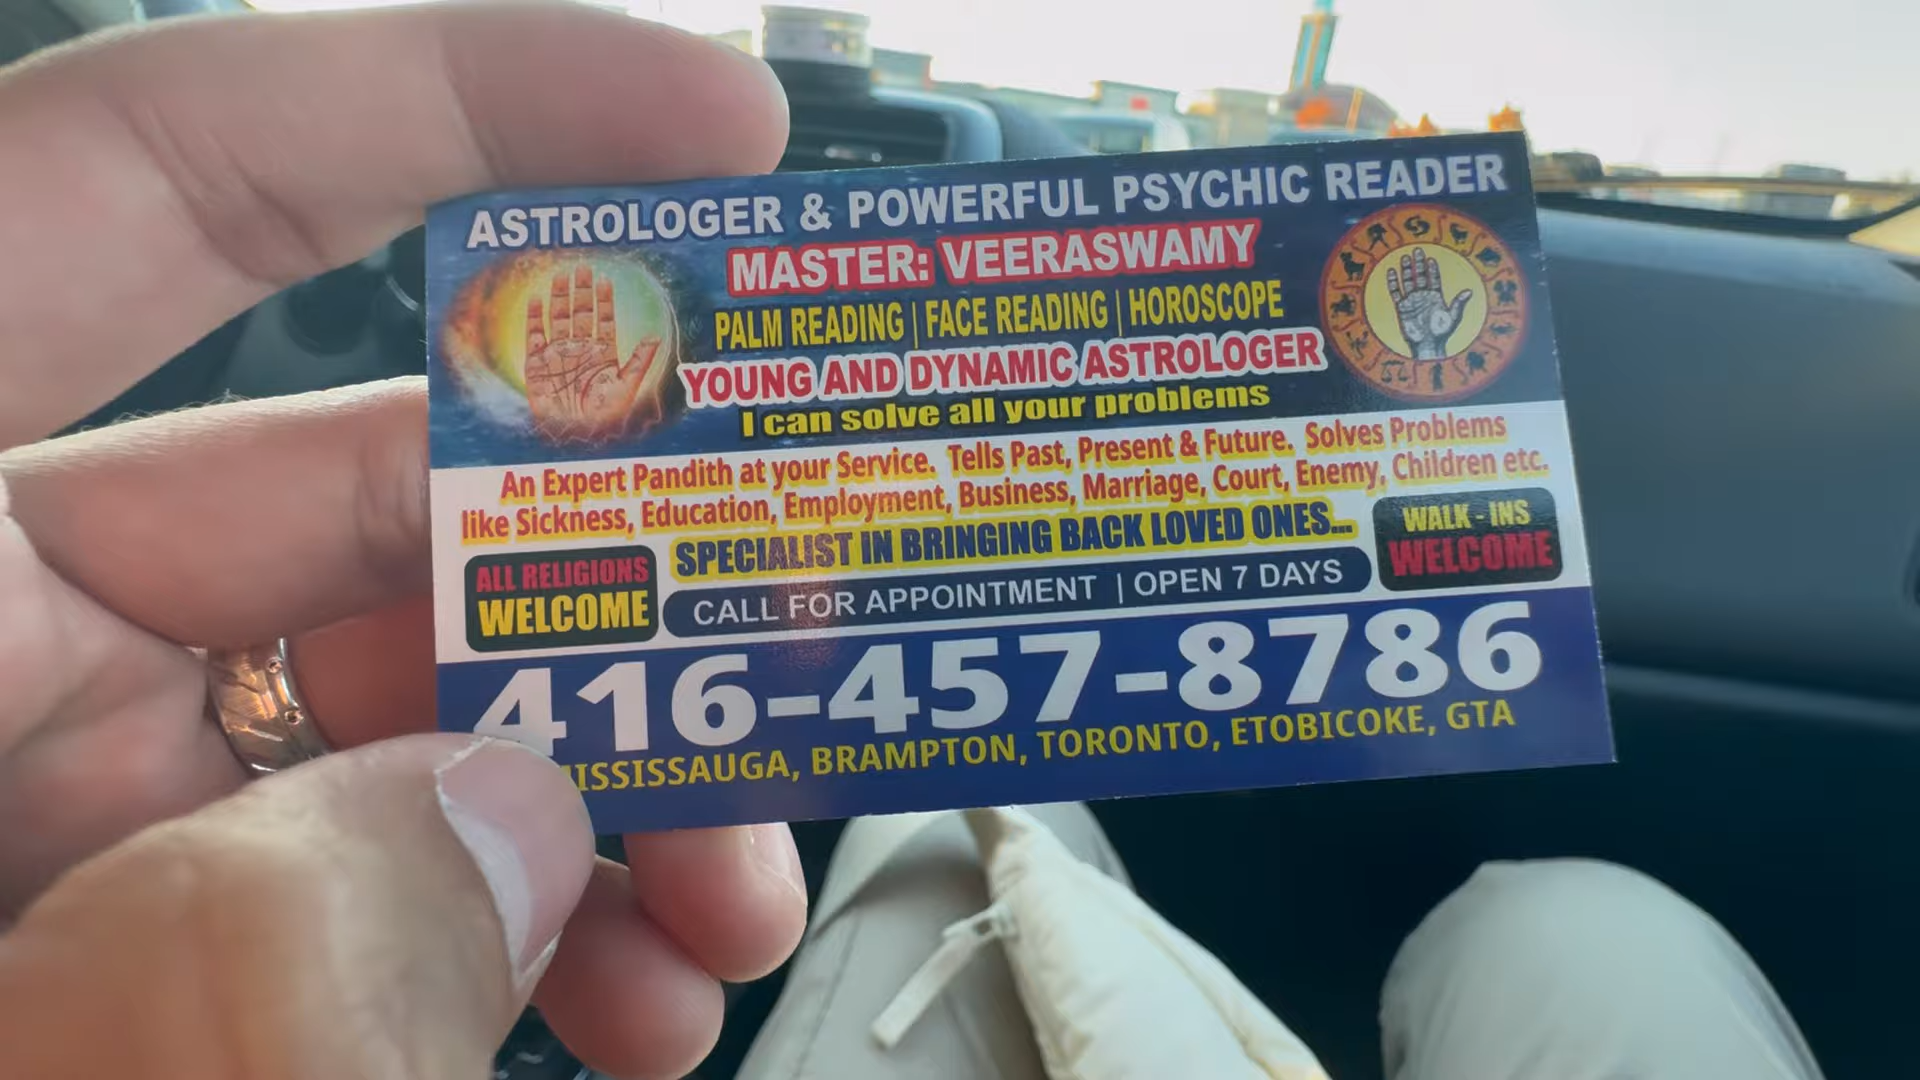 ASTROLOGER & POWERFUL PSYCHIC READER
MASTER: VEERASWAMY
PALM READING | FACE READING | HOROSCOPE
YOUNG AND DYNAMIC ASTROLOGER
I can solve all your problems
An Expert Pandith at your Service. Tells Past, Present & Future. Solves Problems
like Sickness, Education, Employment, Business, Marriage, Court, Enemy, Children etc.
SPECIALIST IN BRINGING BACK LOVED ONES...
ALL RELIGIONS
WELCOME
WALK - INS
WELCOME
CALL FOR APPOINTMENT | OPEN 7 DAYS
416-457-8786
ISSISSAUGA, BRAMPTON, TORONTO, ETOBICOKE, GTA